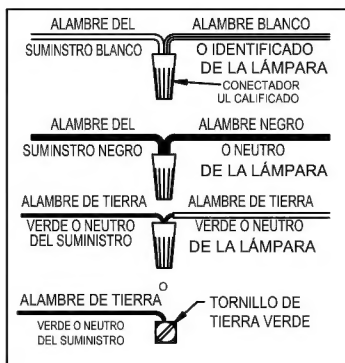 ALAMBRE DEL ALAMBRE BLANCO
SUMINSTRO BLANCO O IDENTIFICADO
DE LA LÁMPARA
CONECTADOR
UL CALIFICADO
ALAMBRE DEL ALAMBRE NEGRO
SUMINSTRO NEGRO O NEUTRO
DE LA LÁMPARA
ALAMBRE DE TIERRA ALAMBRE DE TIERRA
VERDE O NEUTRO VERDE O NEUTRO
DEL SUMINISTRO DE LA LÁMPARA
O
ALAMBRE DE TIERRA TORNILLO DE
TIERRA VERDE
VERDE O NEUTRO
DEL SUMINISTRO